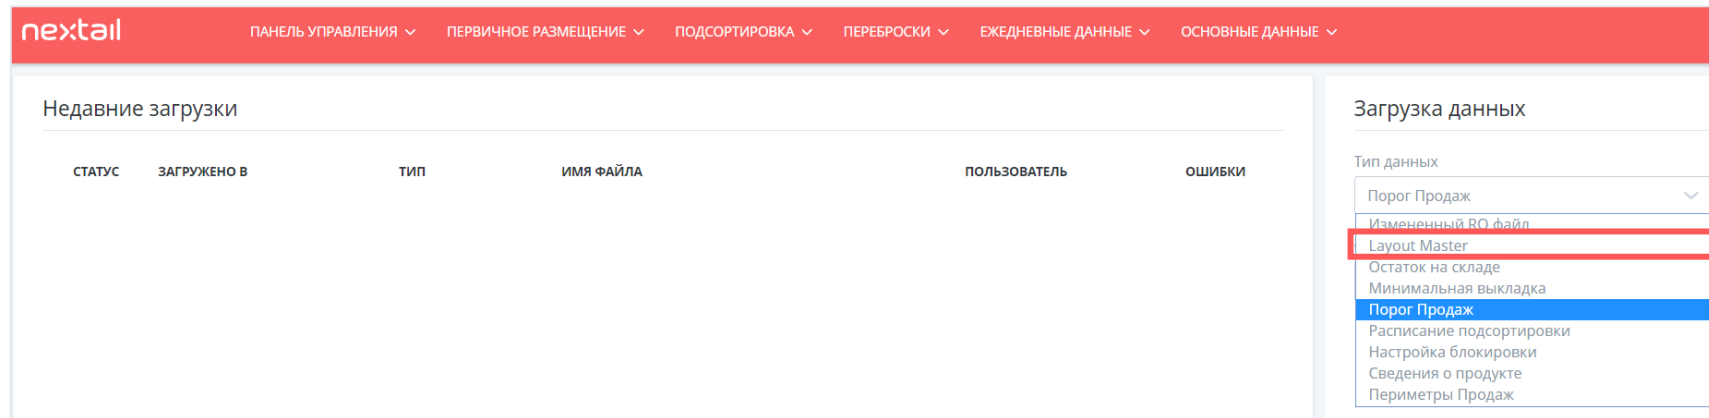 nextail
ПАНЕЛЬ УПРАВЛЕНИЯ ПЕРВИЧНОЕ РАЗМЕЩЕНИЕ ПОДСОРТИРОВКА ПЕРЕБРОСКИ ЕЖЕДНЕВНЫЕ ДАННЫЕ ОСНОВНЫЕ ДАННЫЕ
Недавние загрузки
СТАТУС ЗАГРУЖЕНО В ТИП ИМЯ ФАЙЛА ПОЛЬЗОВАТЕЛЬ ОШИБКИ
Загрузка данных
Тип данных
Порог Продаж
Измененный RO файл
Layout Master
Остаток на складе
Минимальная выкладка
Порог Продаж
Расписание подсортировки
Настройка блокировки
Сведения о продукте
Периметры Продаж